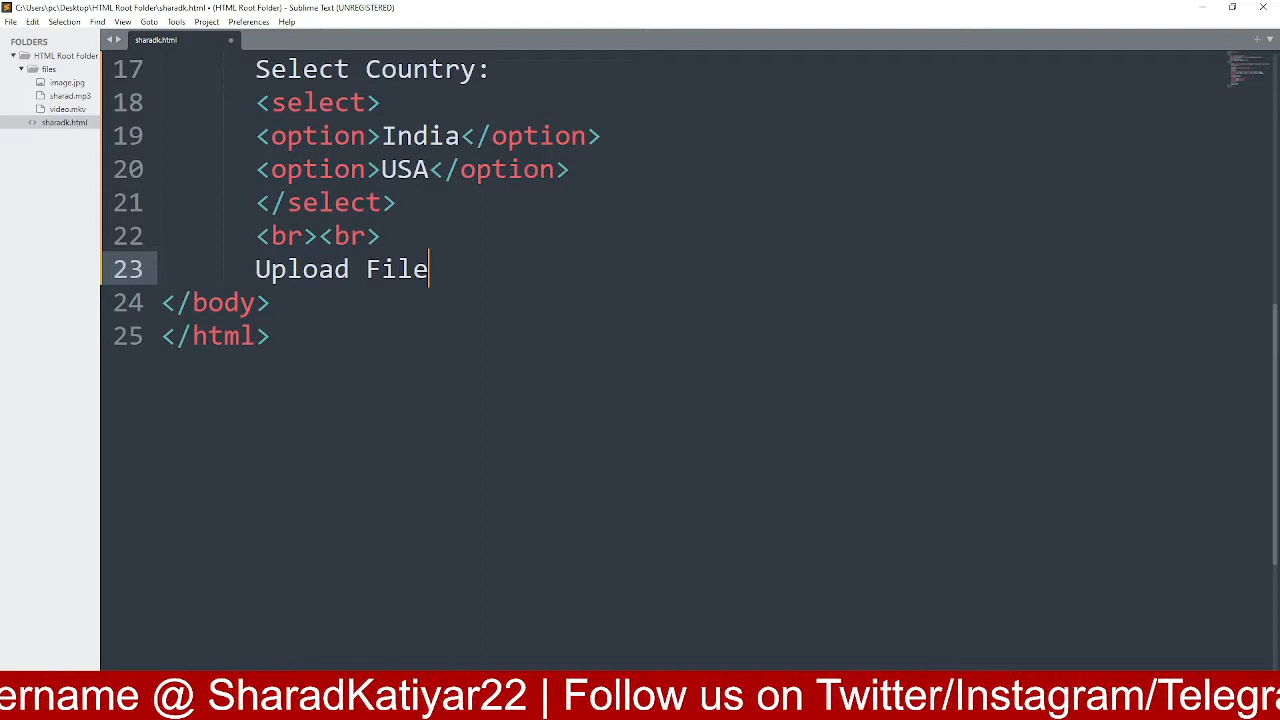 C:\Users\pc\Desktop\HTML Root Folder\sharadk.html • (HTML Root Folder) - Sublime Text (UNREGISTERED)
File Edit Selection Find View Goto Tools Project Preferences Help
FOLDERS
HTML Root Folder
files
image.jpg
sharad.mp3
video.mkv
<> sharadk.html
sharadk.html
17 Select Country:
18 <select>
19 <option>India</option>
20 <option>USA</option>
21 </select>
22 <br><br>
23 Upload File
24 </body>
25 </html>
ername @ SharadKatiyar22 | Follow us on Twitter/Instagram/Telegra